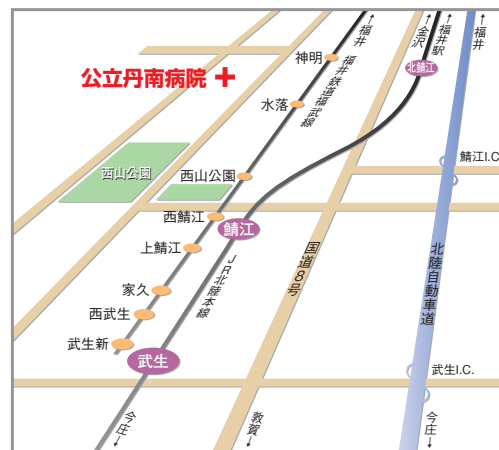 ↑福井
↑金沢
↑福井駅
↑福井
神明
福井鉄道福武線
北鯖江
公立丹南病院
水落
鯖江I.C.
西山公園
西山公園
西鯖江
鯖江
上鯖江
国道8号
北陸自動車道
JR北陸本線
家久
西武生
武生新
武生
武生I.C.
今庄↓
敦賀↓
今庄↓